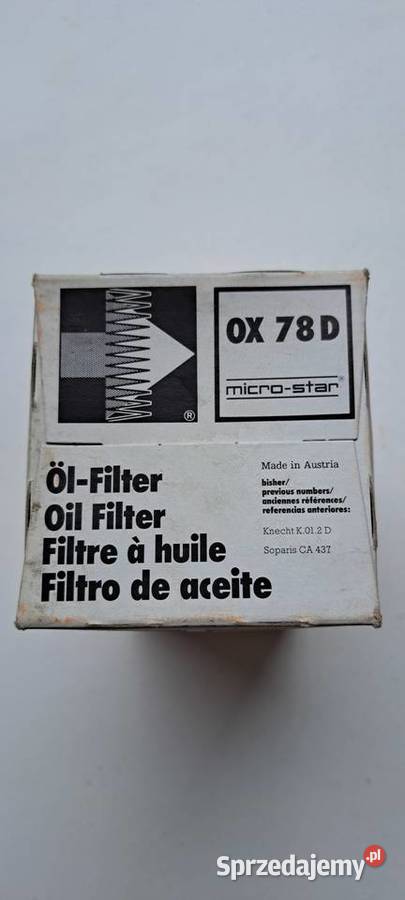 OX 78 D
micro-star®
®
Öl-Filter
Oil Filter
Filtre à huile
Filtro de aceite
Made in Austria
bisher/
previous numbers/
anciennes références/
referencias anteriores:
Knecht K.01.2 D
Soparis CA 437
Sprzedajemy.pl